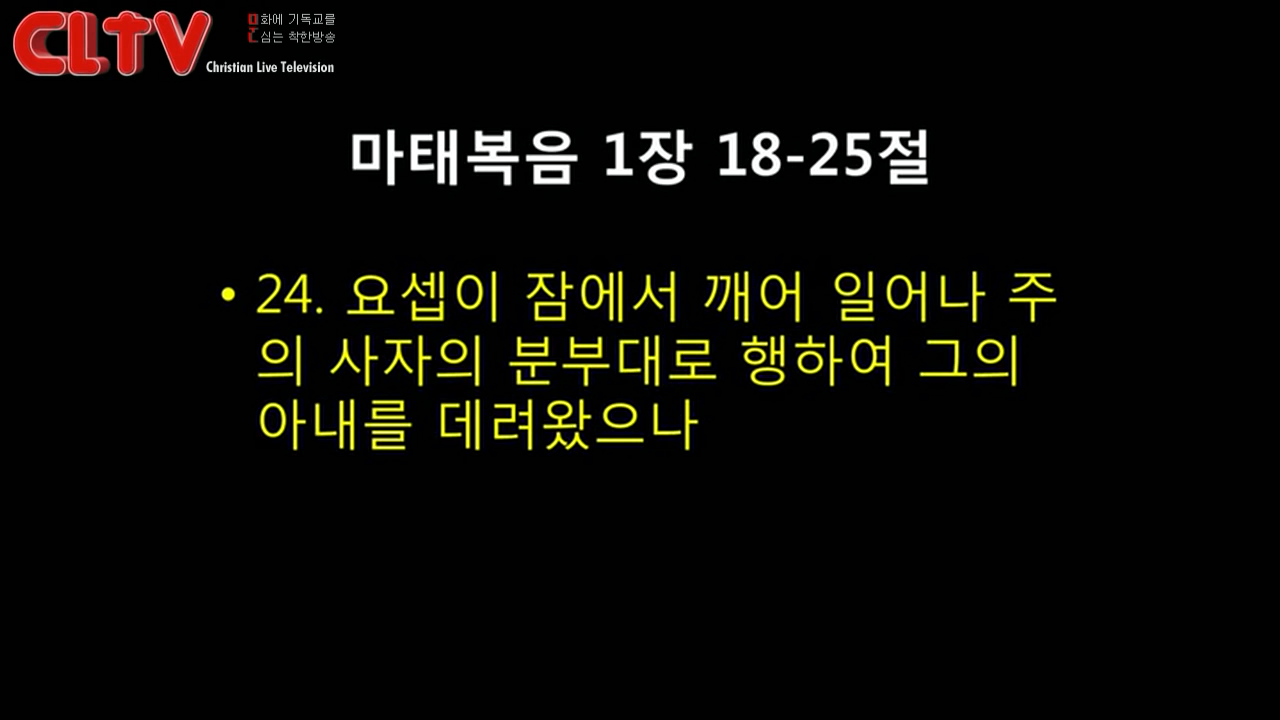 CLTV
문화에 기독교를
심는 착한방송
Christian Live Television
마태복음 1장 18-25절
• 24. 요셉이 잠에서 깨어 일어나 주
의 사자의 분부대로 행하여 그의
아내를 데려왔으나